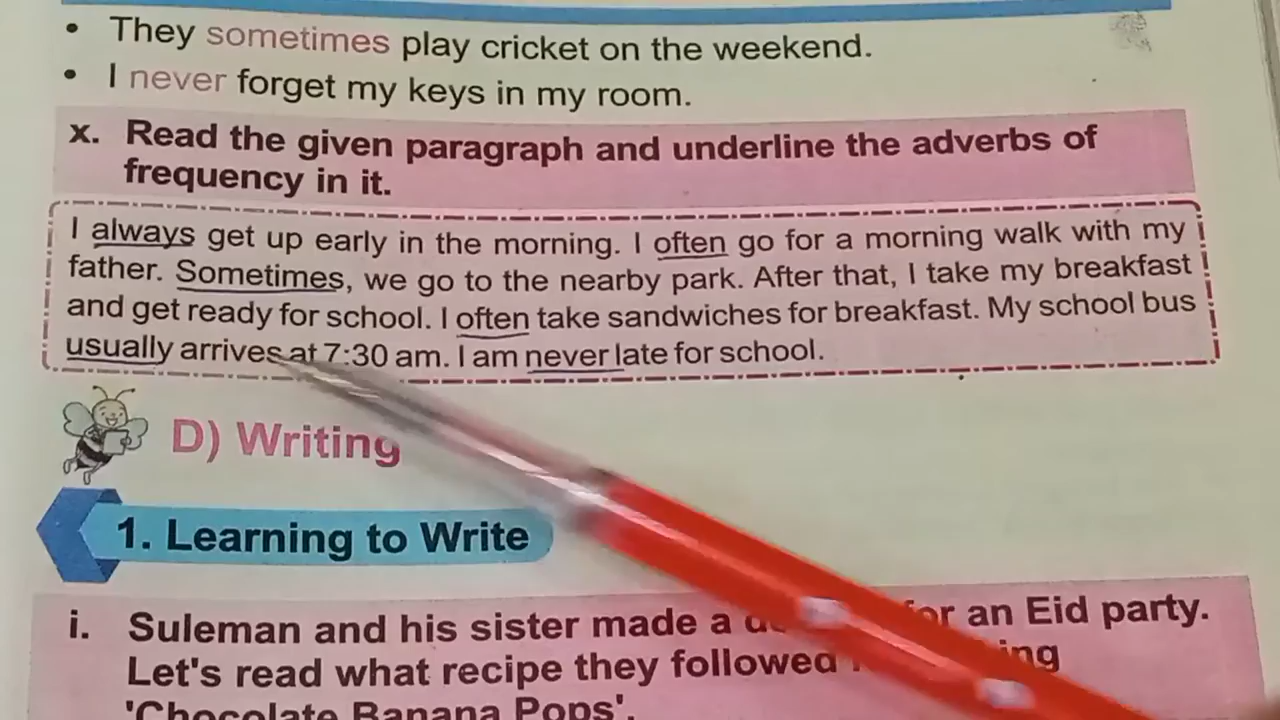 • They sometimes play cricket on the weekend.
• I never forget my keys in my room.
x. Read the given paragraph and underline the adverbs of
frequency in it.
I always get up early in the morning. I often go for a morning walk with my
father. Sometimes, we go to the nearby park. After that, I take my breakfast
and get ready for school. I often take sandwiches for breakfast. My school bus
usually arrives at 7:30 am. I am never late for school.
D) Writing
1. Learning to Write
i. Suleman and his sister made a for an Eid party.
Let's read what recipe they followed
'Chocolate Banana Pops'.